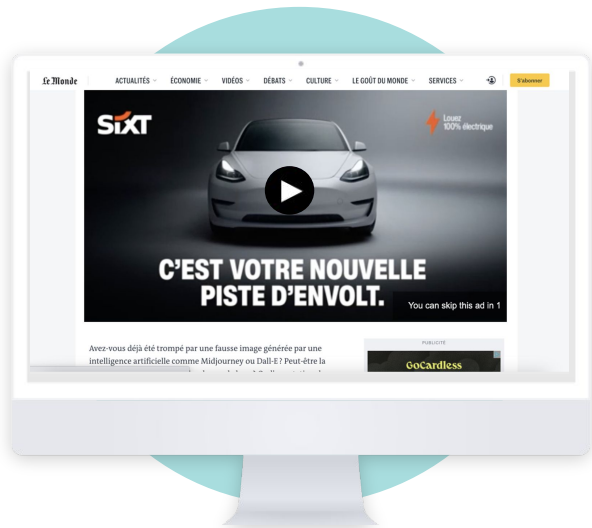 Le Monde
ACTUALITÉS ÉCONOMIE VIDÉOS DÉBATS CULTURE LE GOÛT DU MONDE SERVICES
S'abonner
SiXT
Louez
100% électrique
C'EST VOTRE NOUVELLE
PISTE D'ENVOLT.
You can skip this ad in 1
Avez-vous déjà été trompé par une fausse image générée par une
intelligence artificielle comme Midjourney ou Dall-E ? Peut-être la
PUBLICITÉ
GoCardless